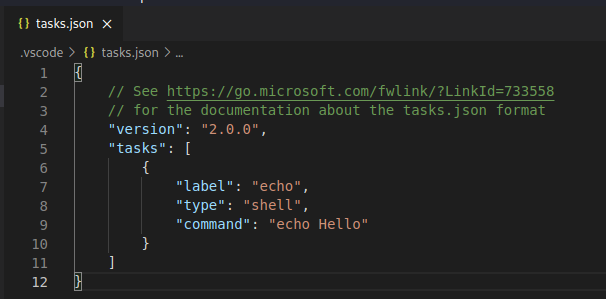 {} tasks.json ×
.vscode > {} tasks.json > ...
1 {
2 // See https://go.microsoft.com/fwlink/?LinkId=733558
3 // for the documentation about the tasks.json format
4 "version": "2.0.0",
5 "tasks": [
6 {
7 "label": "echo",
8 "type": "shell",
9 "command": "echo Hello"
10 }
11 ]
12 }